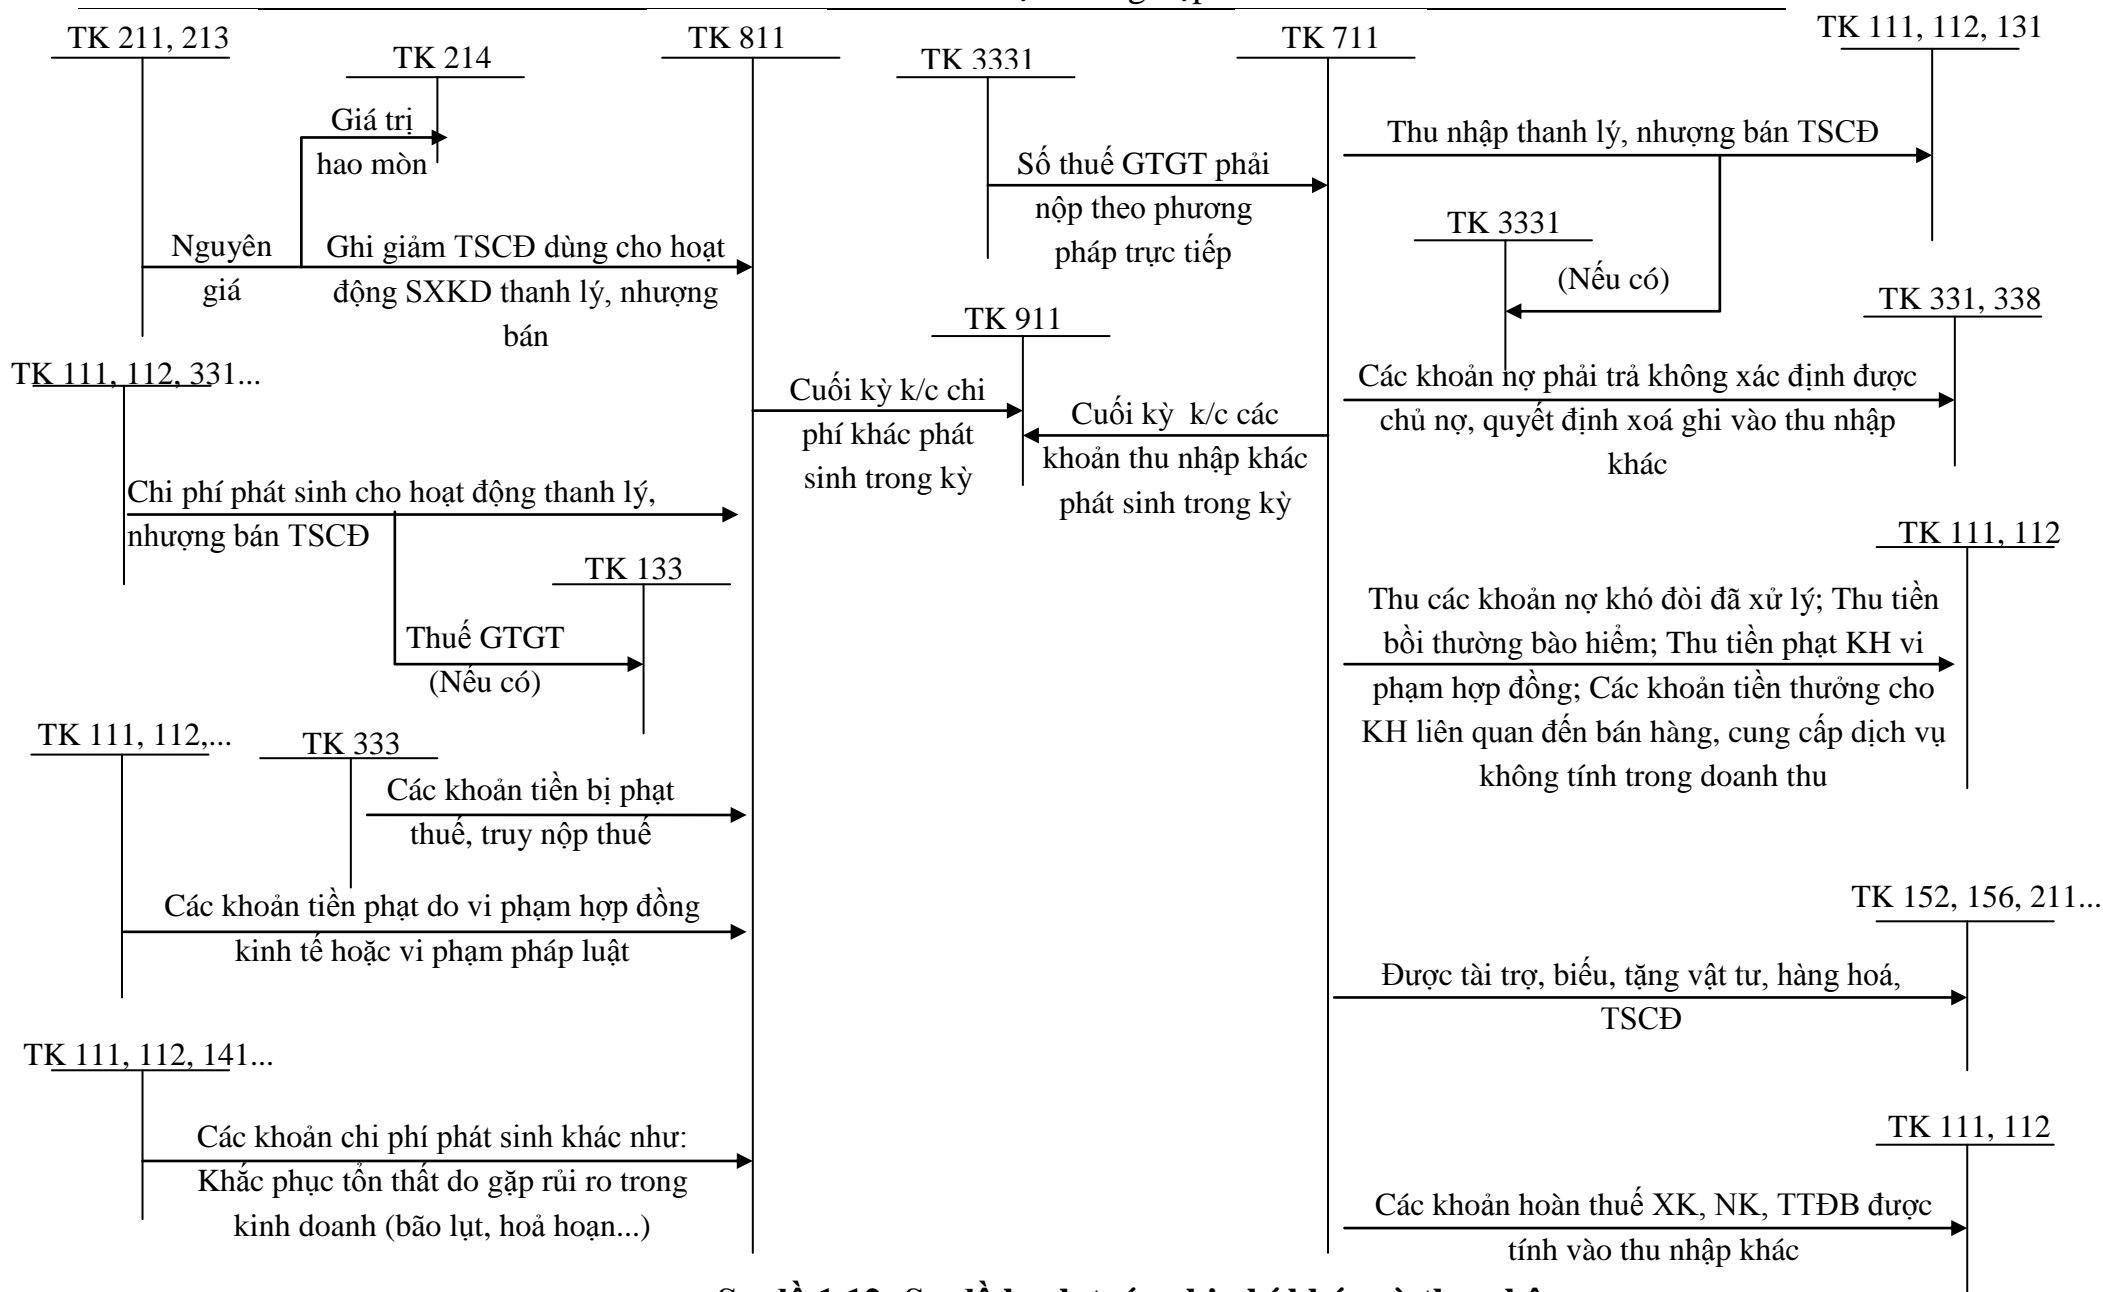 TK 211, 213
TK 214
TK 811
TK 3331
TK 711
TK 111, 112, 131
Giá trị
hao mòn
Nguyên
giá
Ghi giảm TSCĐ dùng cho hoạt
động SXKD thanh lý, nhượng
bán
Số thuế GTGT phải
nộp theo phương
pháp trực tiếp
Thu nhập thanh lý, nhượng bán TSCĐ
TK 3331
(Nếu có)
TK 331, 338
TK 911
TK 111, 112, 331...
Cuối kỳ k/c chi
phí khác phát
sinh trong kỳ
Cuối kỳ k/c các
khoản thu nhập khác
phát sinh trong kỳ
Các khoản nợ phải trả không xác định được
chủ nợ, quyết định xoá ghi vào thu nhập
khác
Chi phí phát sinh cho hoạt động thanh lý,
nhượng bán TSCĐ
TK 133
Thuế GTGT
(Nếu có)
TK 111, 112
Thu các khoản nợ khó đòi đã xử lý; Thu tiền
bồi thường bào hiểm; Thu tiền phạt KH vi
phạm hợp đồng; Các khoản tiền thưởng cho
KH liên quan đến bán hàng, cung cấp dịch vụ
không tính trong doanh thu
TK 111, 112,...
TK 333
Các khoản tiền bị phạt
thuế, truy nộp thuế
Các khoản tiền phạt do vi phạm hợp đồng
kinh tế hoặc vi phạm pháp luật
TK 152, 156, 211...
Được tài trợ, biếu, tặng vật tư, hàng hoá,
TSCĐ
TK 111, 112, 141...
Các khoản chi phí phát sinh khác như:
Khắc phục tổn thất do gặp rủi ro trong
kinh doanh (bão lụt, hoả hoạn...)
TK 111, 112
Các khoản hoàn thuế XK, NK, TTĐB được
tính vào thu nhập khác